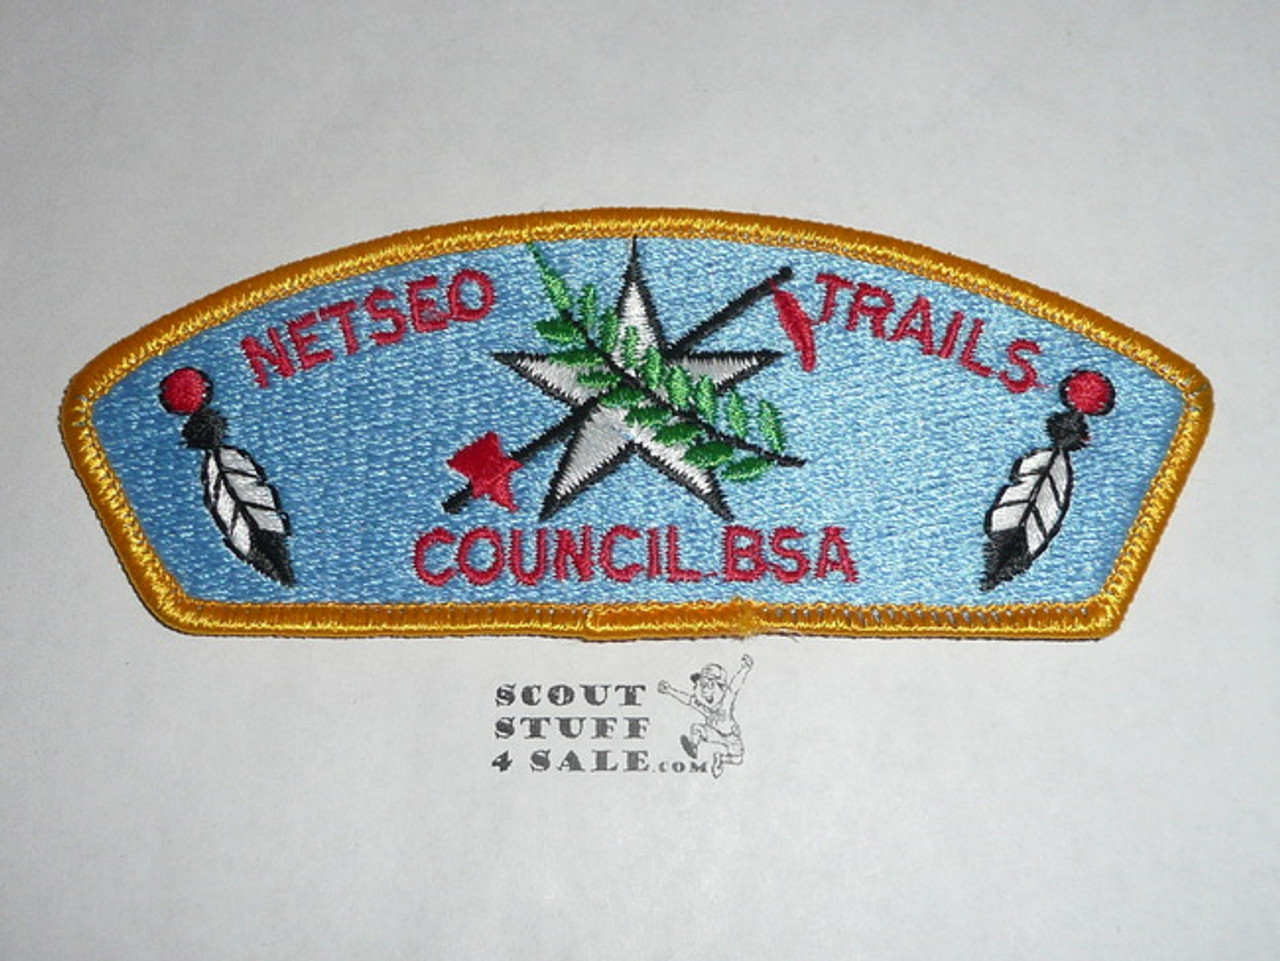 NETSEO TRAILS
COUNCIL BSA
SCOUT
STUFF
4 SALE.COM